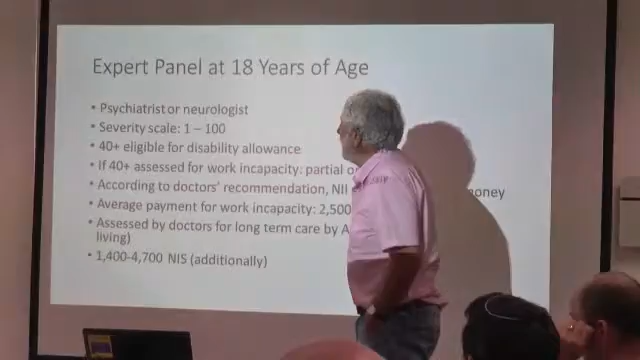 Expert Panel at 18 Years of Age
• Psychiatrist or neurologist
• Severity scale: 1 – 100
• 40+ eligible for disability allowance
• If 40+ assessed for work incapacity: partial
• According to doctors' recommendation, NII
• Average payment for work incapacity: 2,500
• Assessed by doctors for long term care by
living)
• 1,400-4,700 NIS (additionally)